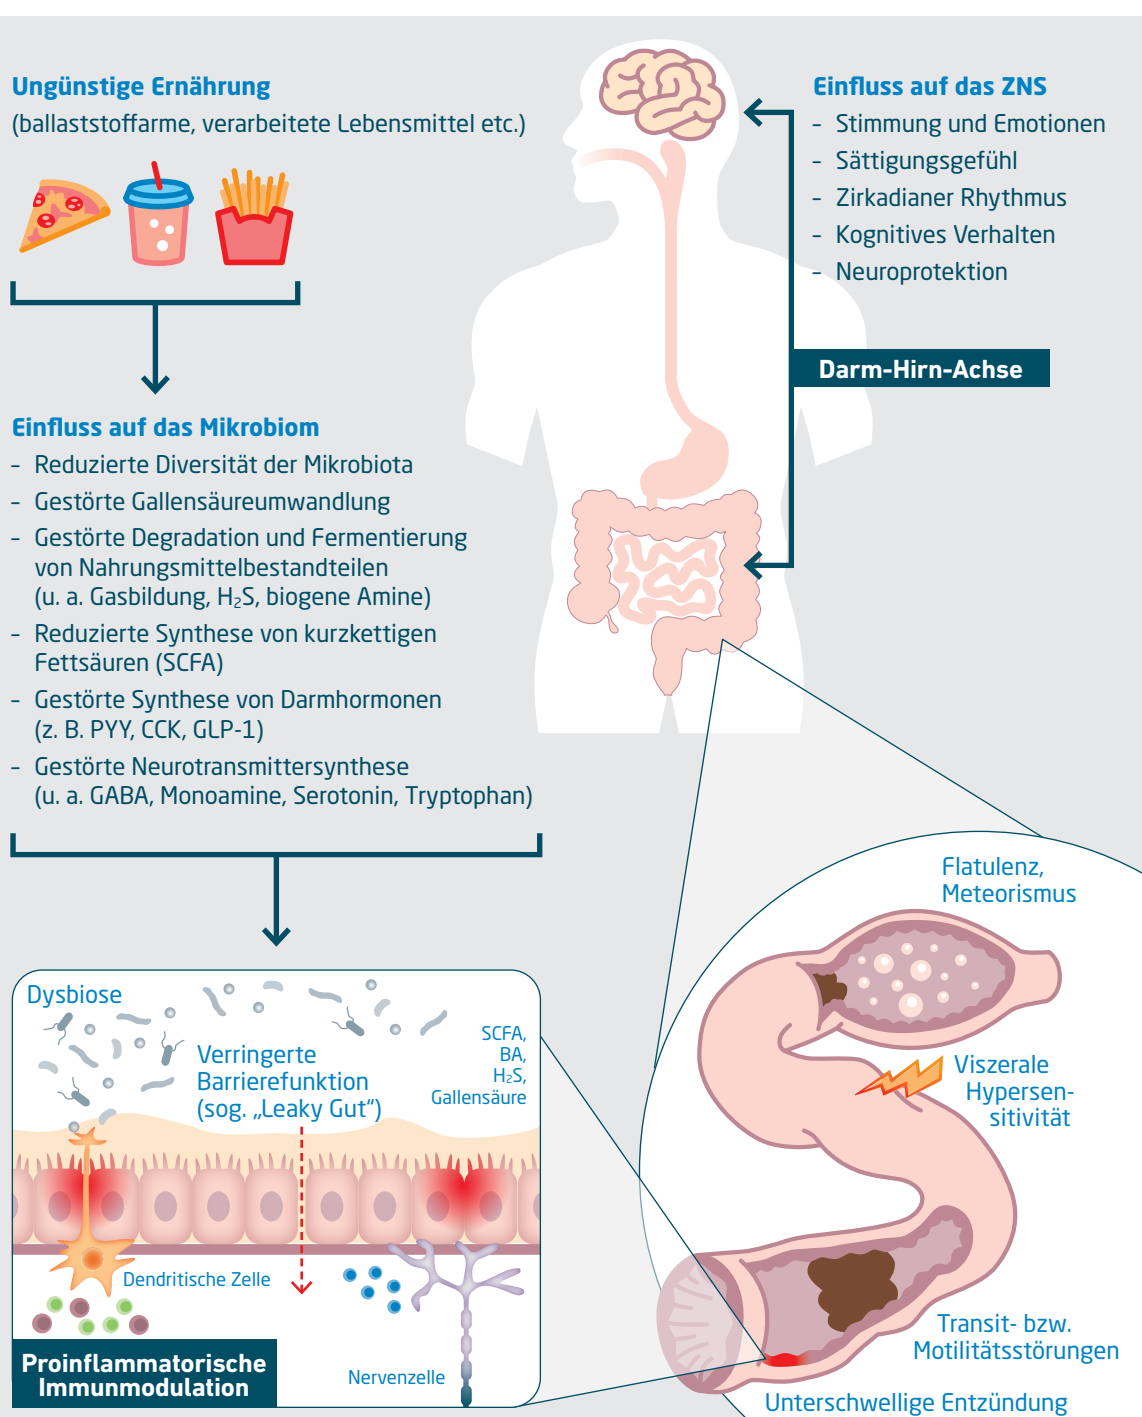 Ungünstige Ernährung
(ballaststoffarme, verarbeitete Lebensmittel etc.)
Einfluss auf das ZNS
– Stimmung und Emotionen
– Sättigungsgefühl
– Zirkadianer Rhythmus
– Kognitives Verhalten
– Neuroprotektion
Darm-Hirn-Achse
Einfluss auf das Mikrobiom
– Reduzierte Diversität der Mikrobiota
– Gestörte Gallensäureumwandlung
– Gestörte Degradation und Fermentierung
von Nahrungsmittelbestandteilen
(u. a. Gasbildung, H₂S, biogene Amine)
– Reduzierte Synthese von kurzkettigen
Fettsäuren (SCFA)
– Gestörte Synthese von Darmhormonen
(z. B. PYY, CCK, GLP-1)
– Gestörte Neurotransmittersynthese
(u. a. GABA, Monoamine, Serotonin, Tryptophan)
Dysbiose
Verringerte
Barrierefunktion
(sog. „Leaky Gut“)
SCFA,
BA,
H₂S,
Gallensäure
Dendritische Zelle
Nervenzelle
Proinflammatorische
Immunmodulation
Flatulenz,
Meteorismus
Viszerale
Hypersen-
sitivität
Transit- bzw.
Motilitätsstörungen
Unterschwellige Entzündung